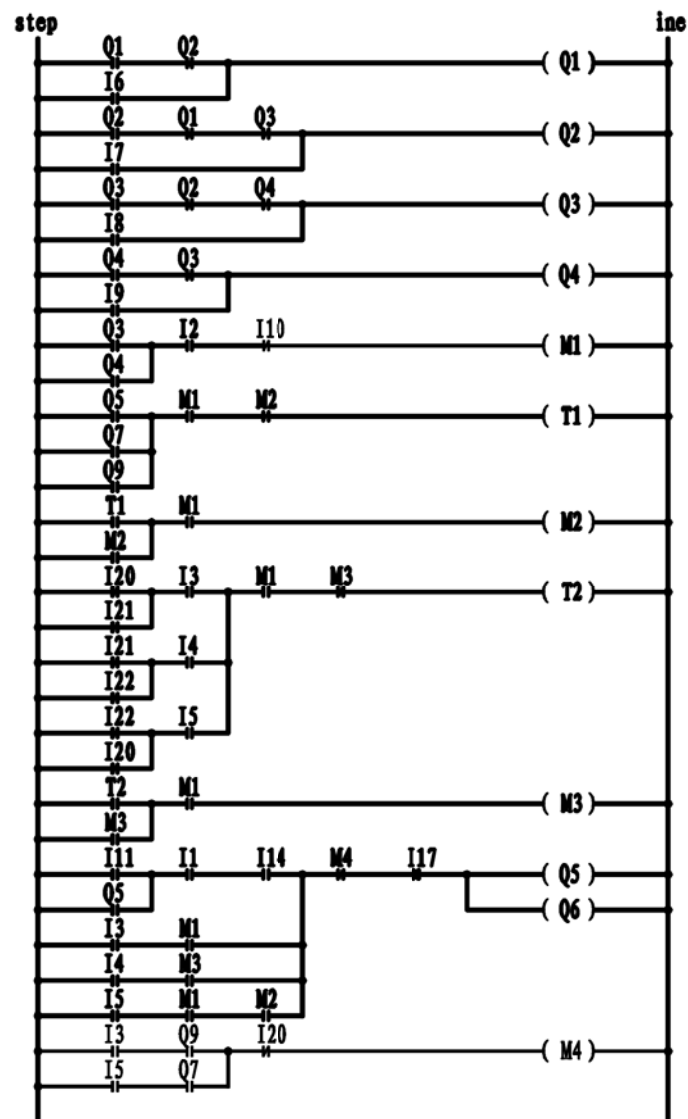 step ine
Q1 Q2
( Q1 )
I6
Q2 Q1 Q3
( Q2 )
I7
Q3 Q2 Q4
( Q3 )
I8
Q4 Q3
( Q4 )
I9
Q3 I2 I10
( M1 )
Q4
Q5 M1 M2
( T1 )
Q7
Q9
T1 M1
( M2 )
M2
I20 I3 M1 M3
( T2 )
I21
I21 I4
I22
I22 I5
I20
T2 M1
( M3 )
M3
I11 I1 I14 M4 I17
( Q5 )
Q5
( Q6 )
I3 M1
I4 M3
I5 M1 M2
I3 Q9 I20
( M4 )
I5 Q7